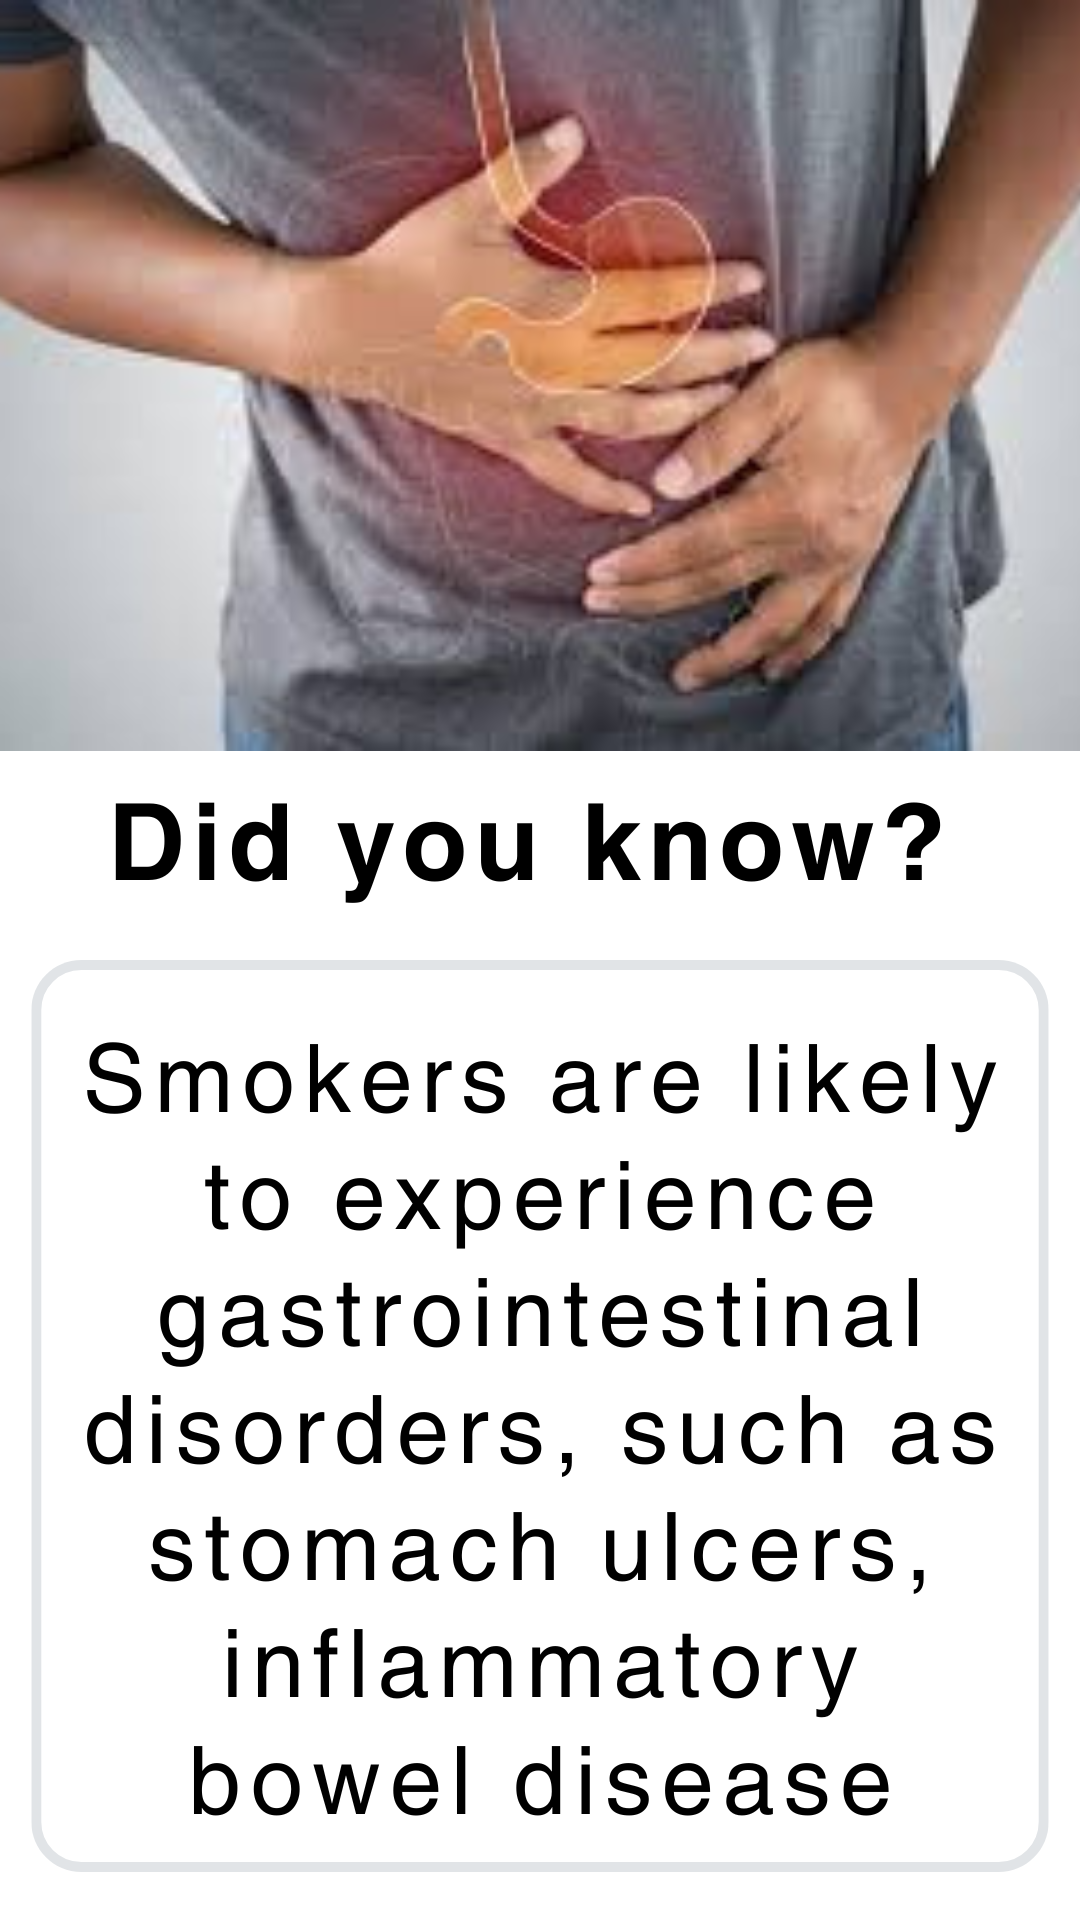 Did you know?
Smokers are likely
to experience
gastrointestinal
disorders, such as
stomach ulcers,
inflammatory
bowel disease